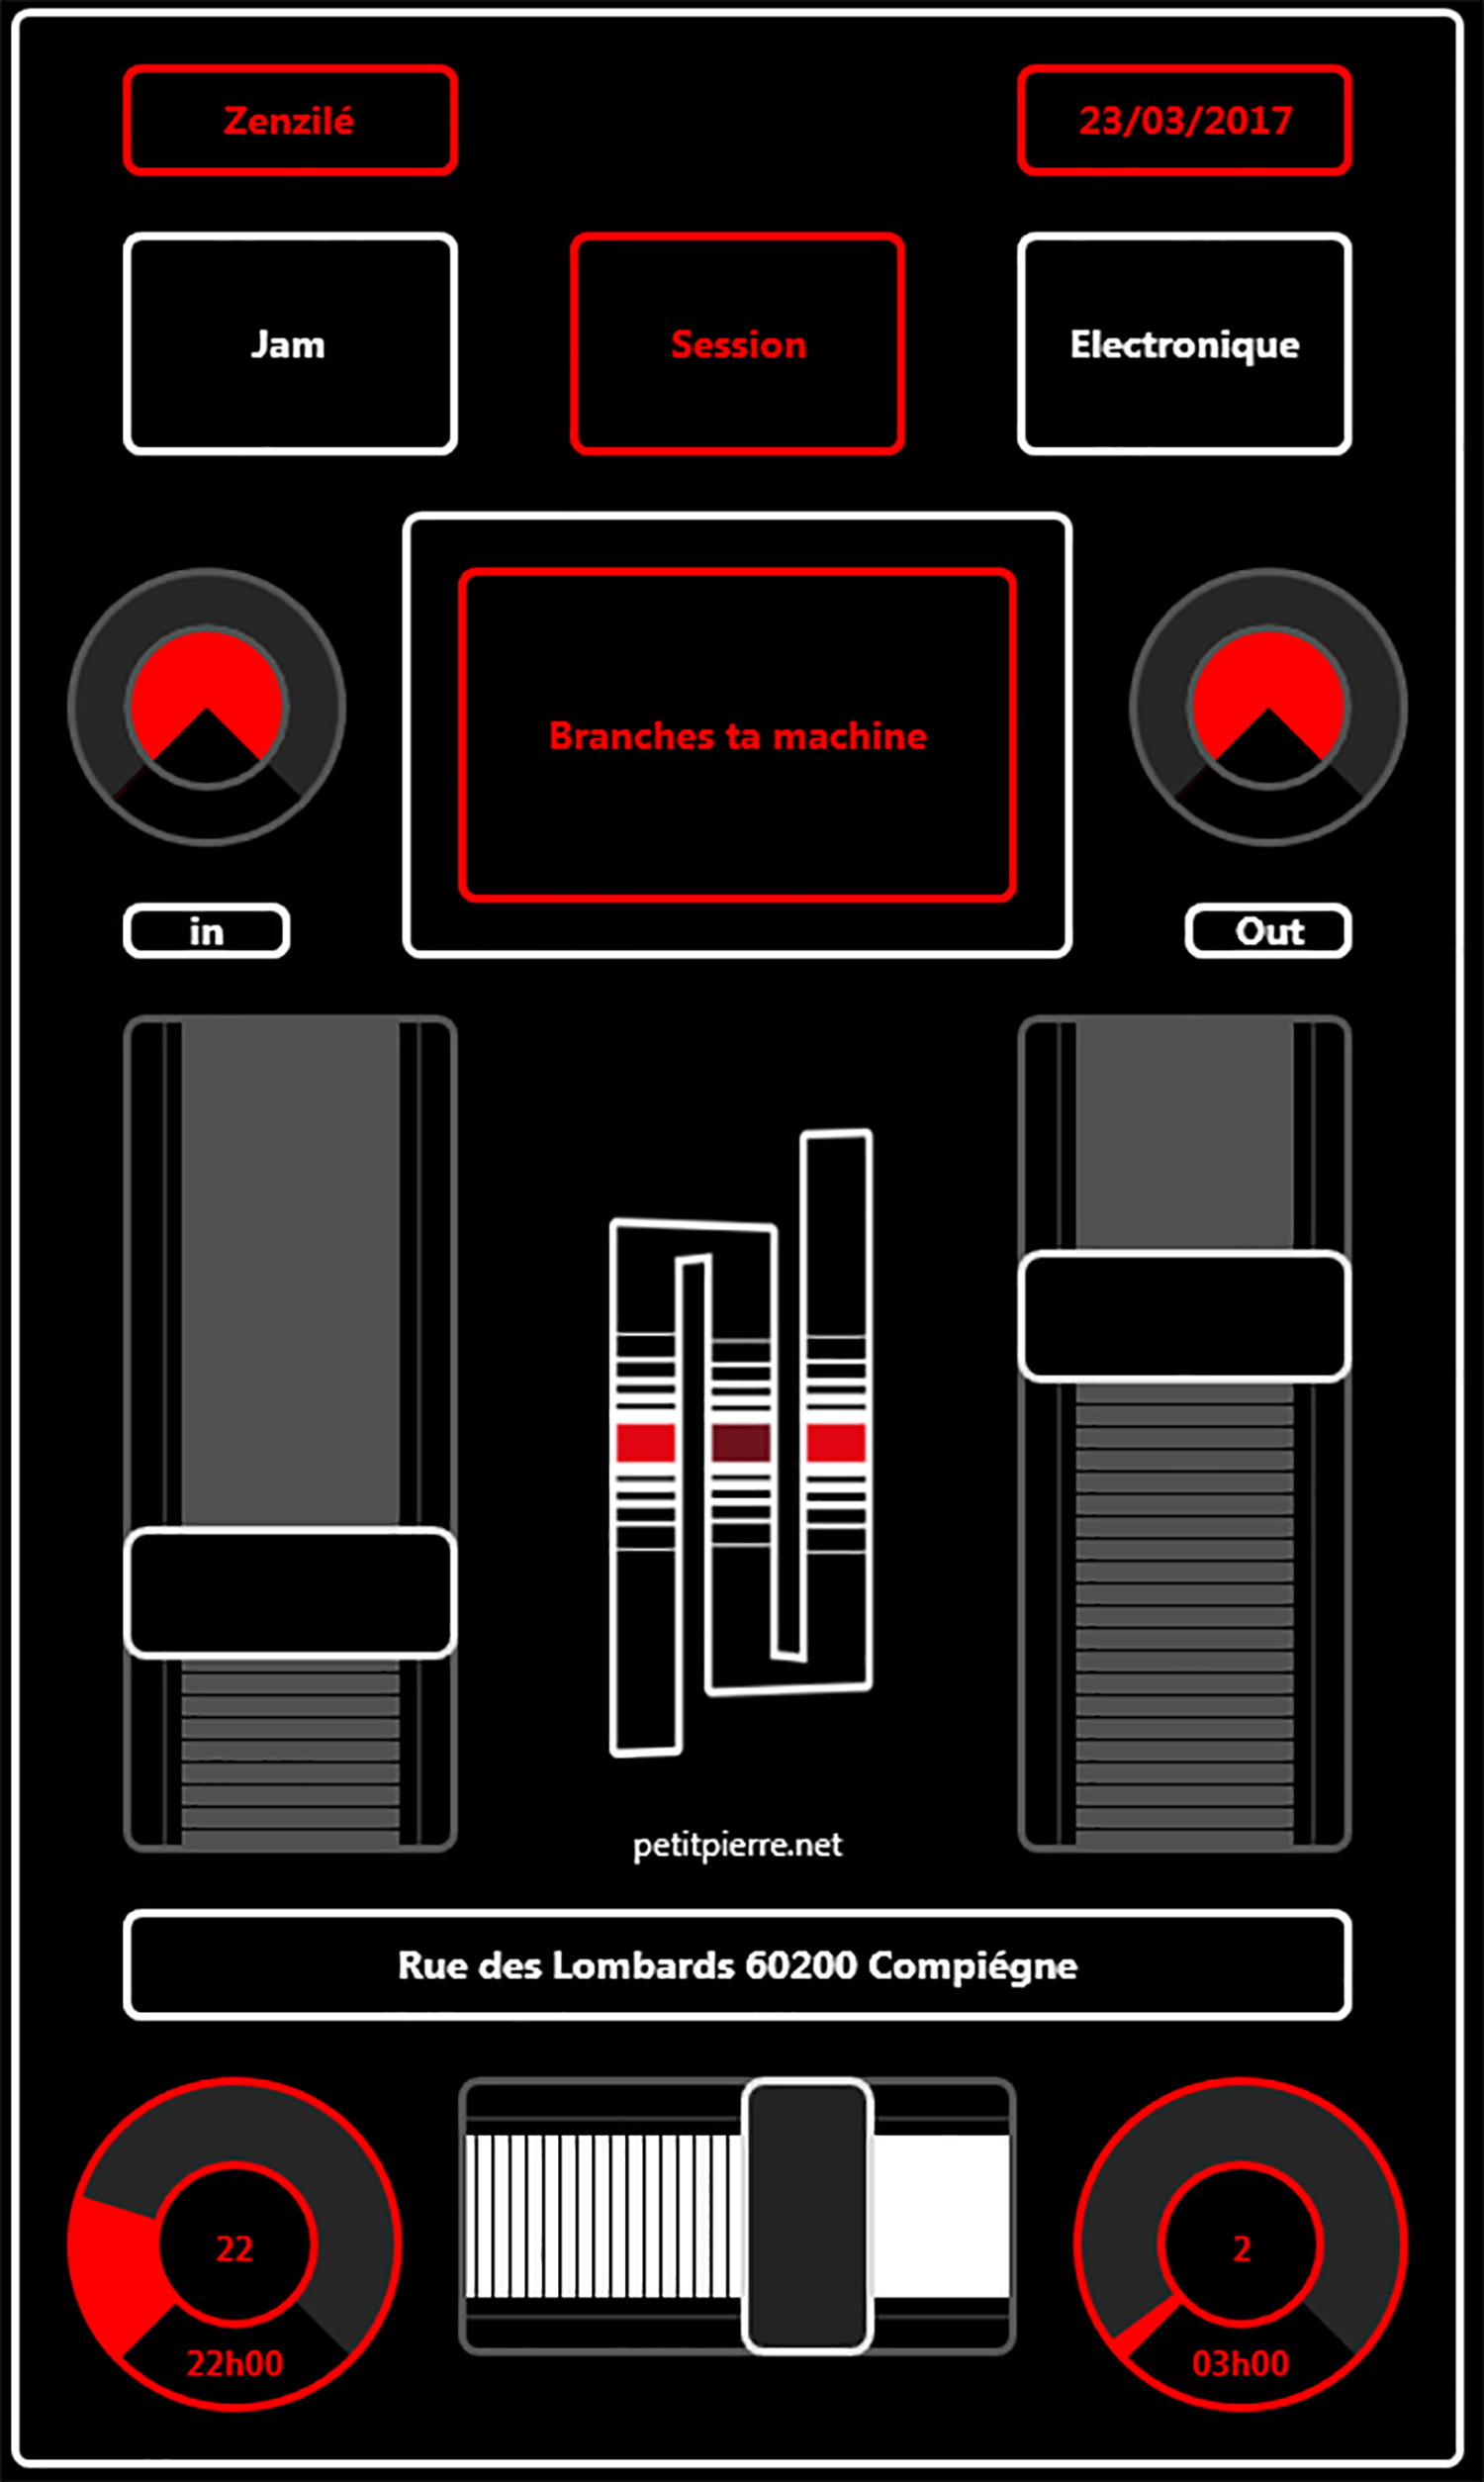 Zenzilé
23/03/2017
Jam
Session
Electronique
Branches ta machine
in
Out
petitpierre.net
Rue des Lombards 60200 Compiégne
22
2
22h00
03h00